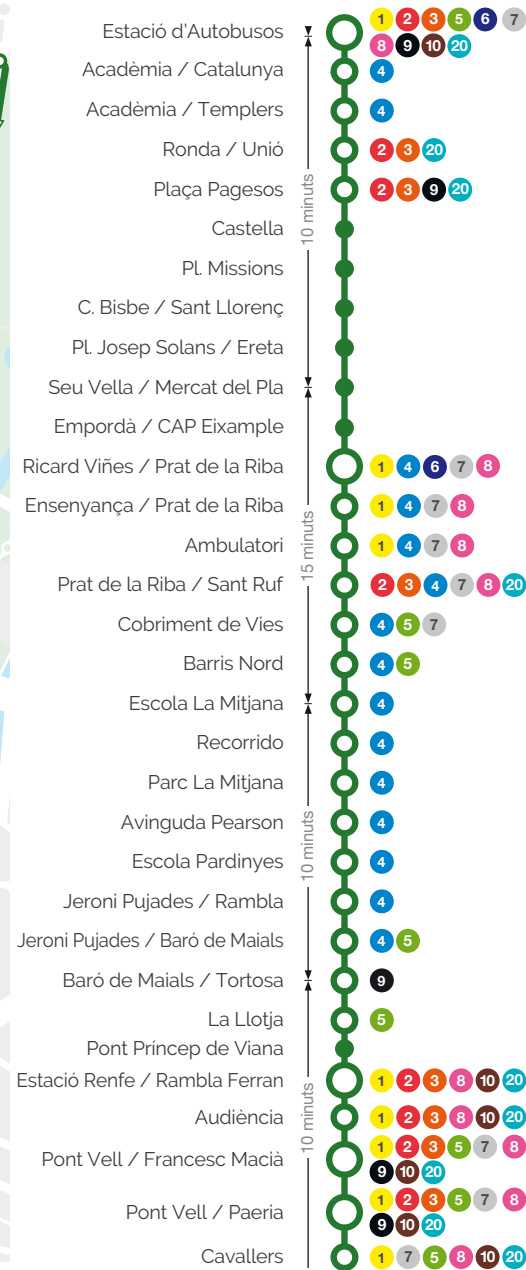 Estació d'Autobusos 1 2 3 5 6 7
8 9 10 20
Acadèmia / Catalunya 4
Acadèmia / Templers 4
Ronda / Unió 2 3 20
Plaça Pagesos 2 3 9 20
10 minuts
Castella
Pl. Missions
C. Bisbe / Sant Llorenç
Pl. Josep Solans / Ereta
Seu Vella / Mercat del Pla
Empordà / CAP Eixample
Ricard Viñes / Prat de la Riba 1 4 6 7 8
Ensenyança / Prat de la Riba 1 4 7 8
15 minuts
Ambulatori 1 4 7 8
Prat de la Riba / Sant Ruf 2 3 4 7 8 20
Cobriment de Vies 4 5 7
Barris Nord 4 5
Escola La Mitjana 4
Recorrido 4
Parc La Mitjana 4
Avinguda Pearson 4
10 minuts
Escola Pardinyes 4
Jeroni Pujades / Rambla 4
Jeroni Pujades / Baró de Maials 4 5
Baró de Maials / Tortosa 9
La Llotja 5
Pont Príncep de Viana
Estació Renfe / Rambla Ferran 1 2 3 8 10 20
10 minuts
Audiència 1 2 3 8 10 20
Pont Vell / Francesc Macià 1 2 3 5 7 8
9 10 20
Pont Vell / Paeria 1 2 3 5 7 8
9 10 20
Cavallers 1 7 5 8 10 20